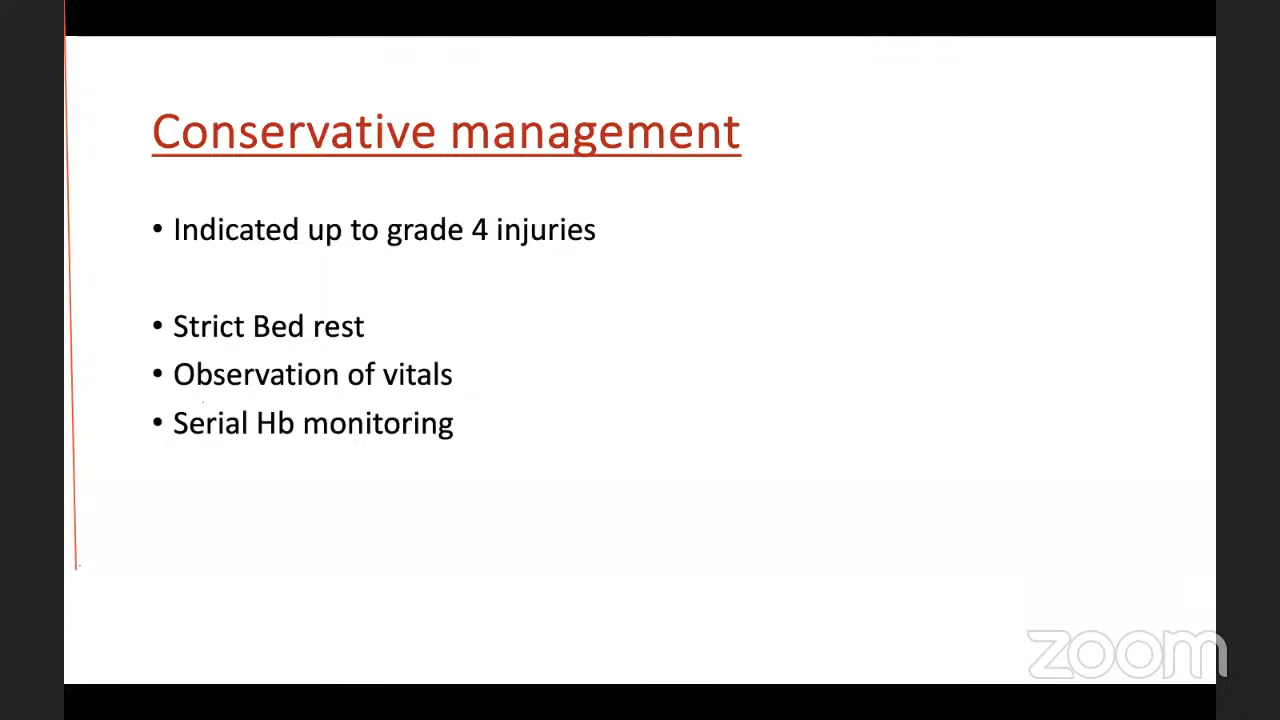 Conservative management
• Indicated up to grade 4 injuries
• Strict Bed rest
• Observation of vitals
• Serial Hb monitoring
zoom